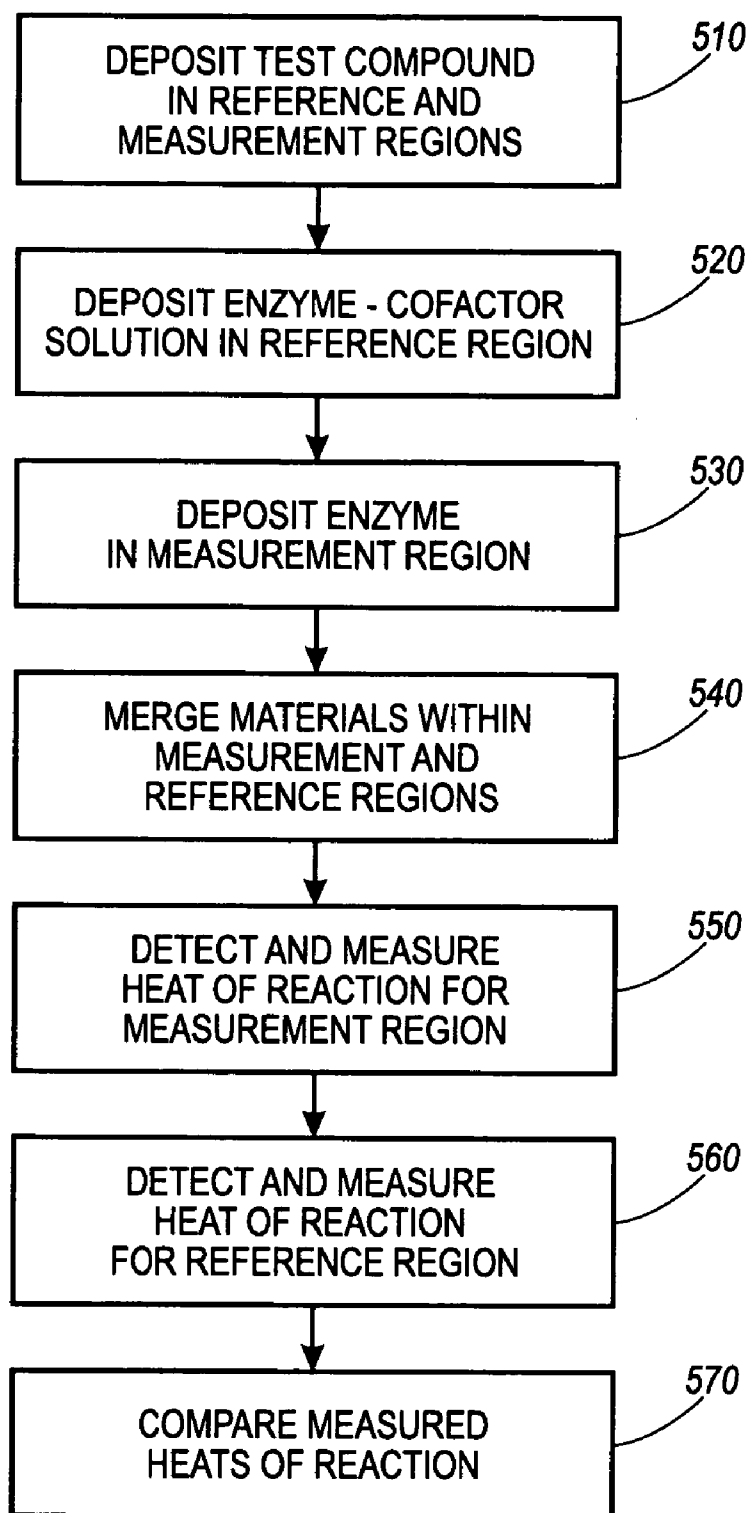 510
DEPOSIT TEST COMPOUND
IN REFERENCE AND
MEASUREMENT REGIONS
520
DEPOSIT ENZYME - COFACTOR
SOLUTION IN REFERENCE REGION
530
DEPOSIT ENZYME
IN MEASUREMENT REGION
540
MERGE MATERIALS WITHIN
MEASUREMENT AND
REFERENCE REGIONS
550
DETECT AND MEASURE
HEAT OF REACTION FOR
MEASUREMENT REGION
560
DETECT AND MEASURE
HEAT OF REACTION
FOR REFERENCE REGION
570
COMPARE MEASURED
HEATS OF REACTION